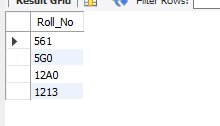 Result Grid Filter Rows:
Roll_No
561
5G0
12A0
1213